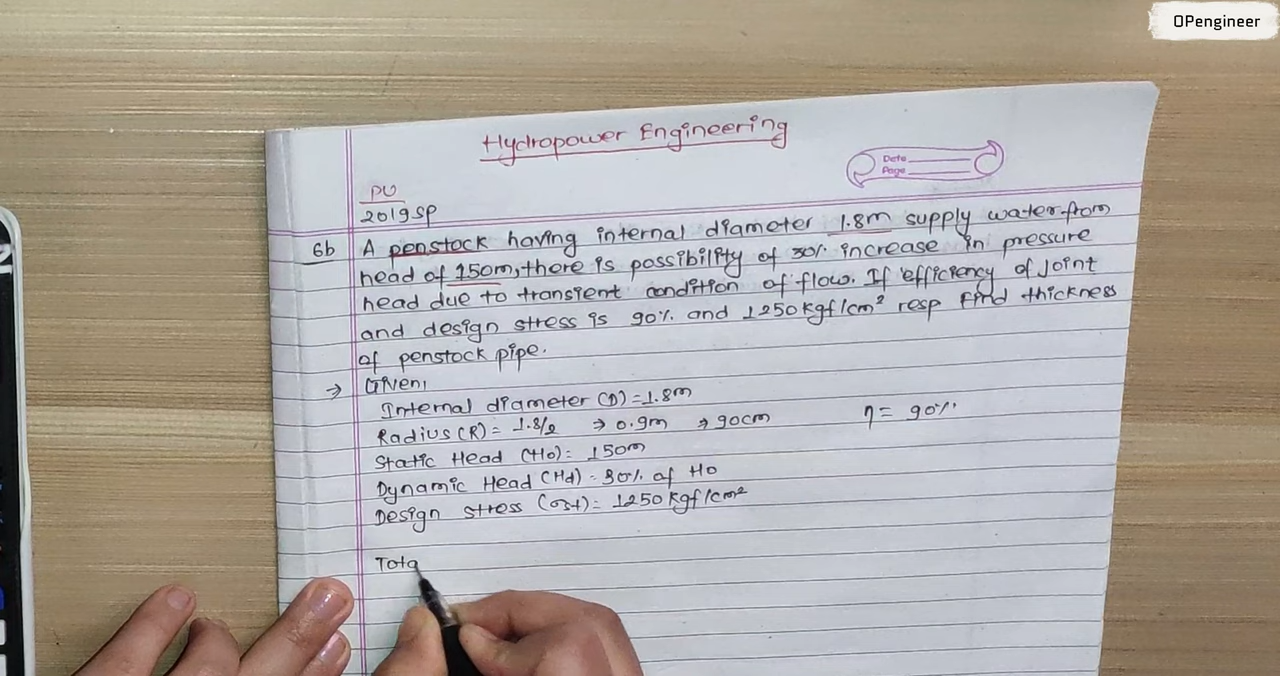 OPengineer
Hydropower Engineering
Date
Page
PU
2019 SP
6b A penstock having internal diameter 1.8m supply water from
head of 150m, there is possibility of 30% increase in pressure
head due to transient condition of flow. If efficiency of joint
and design stress is 90% and 1250 kgf/cm² resp find thickness
of penstock pipe.
→ Given,
Internal diameter (D) = 1.8m
Radius (R) = 1.8/2 → 0.9m → 90cm η = 90%
Static Head (Ho) = 150m
Dynamic Head (Hd) = 30% of Ho
Design stress (σst) = 1250 kgf/cm²
Tota